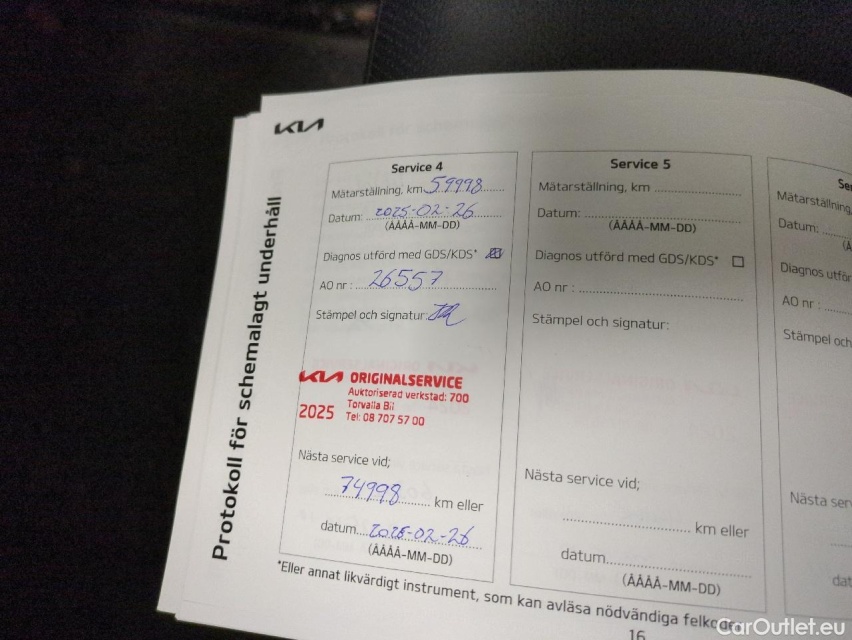 KIA
Protokoll för schemalagt underhåll
Service 4
Mätarställning, km 59998
Datum: 2025-02-26
(ÅÅÅÅ-MM-DD)
Diagnos utförd med GDS/KDS*
AO nr : 26557
Stämpel och signatur:
KIA ORIGINALSERVICE
Auktoriserad verkstad: 700
2025 Torvalla Bil
Tel: 08 707 57 00
Nästa service vid;
74998 km eller
datum 2026-02-26
(ÅÅÅÅ-MM-DD)
Service 5
Mätarställning, km
Datum:
(ÅÅÅÅ-MM-DD)
Diagnos utförd med GDS/KDS*
AO nr :
Stämpel och signatur:
Nästa service vid;
km eller
datum
(ÅÅÅÅ-MM-DD)
Mätarställning,
Datum:
Diagnos
AO nr :
Stämpel och
Nästa
*Eller annat likvärdigt instrument, som kan avläsa nödvändiga
16
CarOutlet.eu